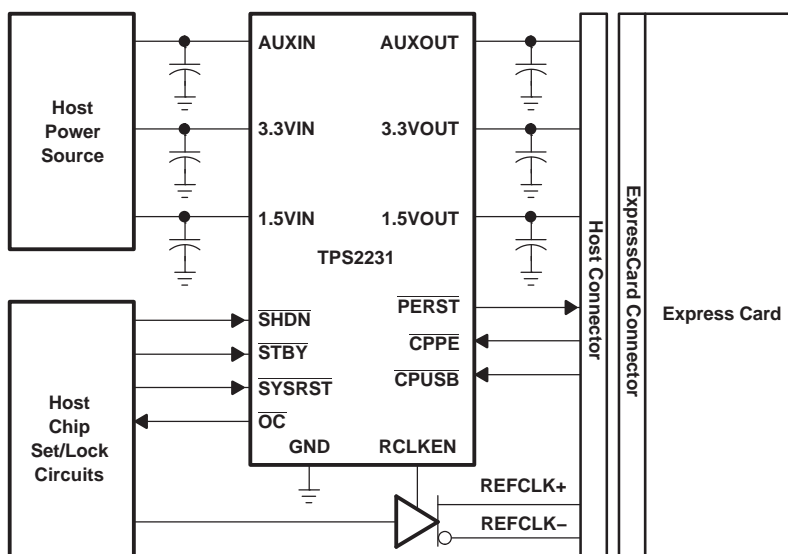 AUXIN
AUXOUT
Host
Power
Source
3.3VIN
3.3VOUT
1.5VIN
1.5VOUT
TPS2231
Host Connector
ExpressCard Connector
Express Card
SHDN
STBY
SYSRST
OC
PERST
CPPE
CPUSB
Host
Chip
Set/Lock
Circuits
GND
RCLKEN
REFCLK+
REFCLK−